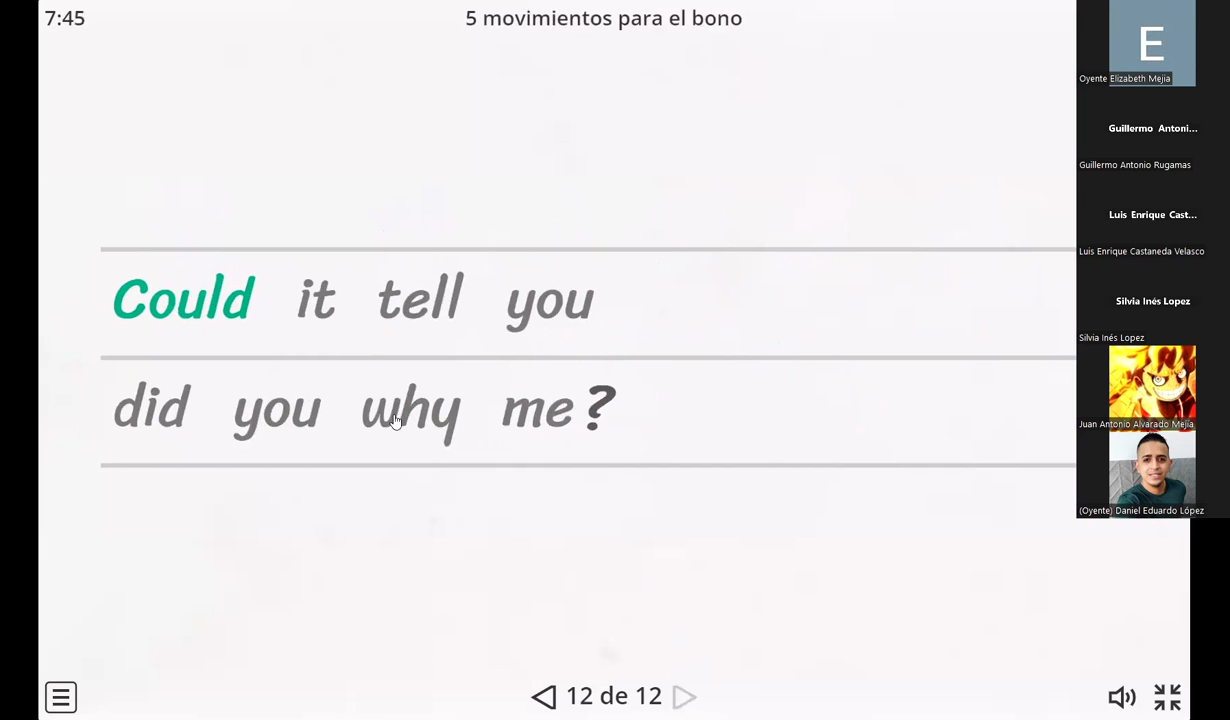 7:45
5 movimientos para el bono
Could it tell you
did you why me?
12 de 12
E
Oyente Elizabeth Mejia
Guillermo Antoni...
Guillermo Antonio Rugamas
Luis Enrique Cast...
Luis Enrique Castaneda Velasco
Silvia Inés Lopez
Silvia Inés Lopez
Juan Antonio Alvarado Mejia
(Oyente) Daniel Eduardo López